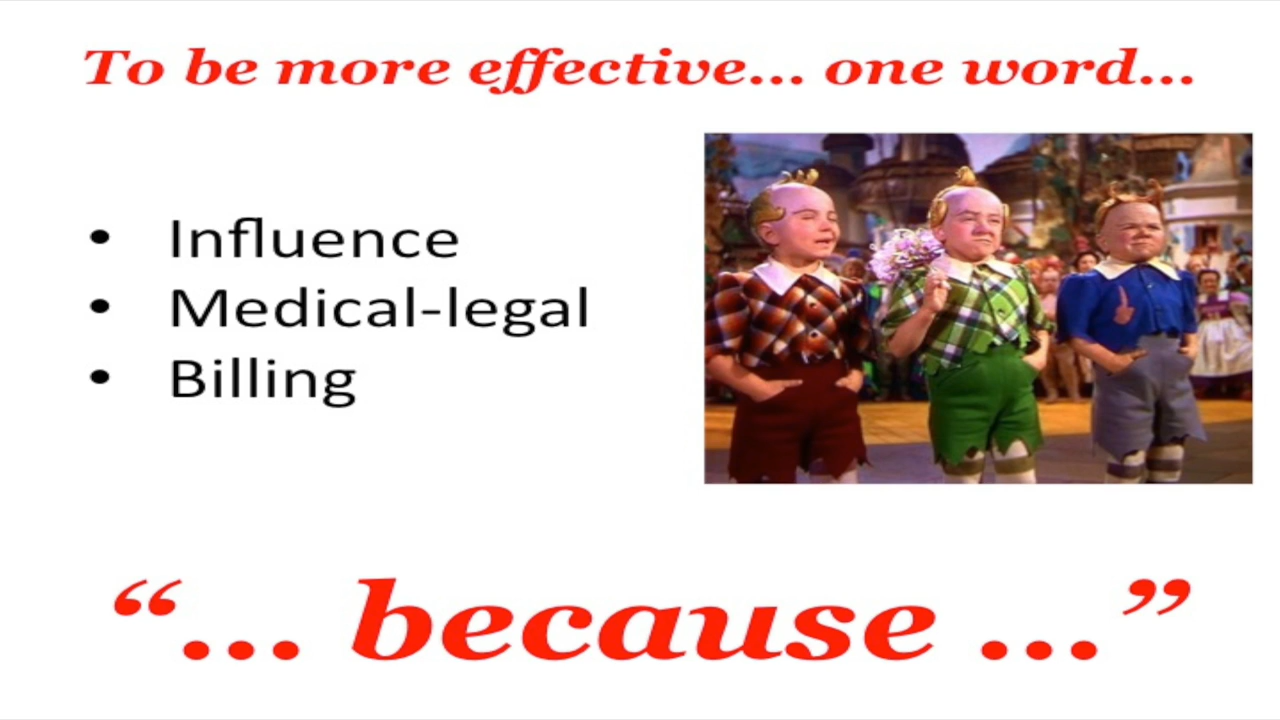 To be more effective... one word...
• Influence
• Medical-legal
• Billing
“... because ...”